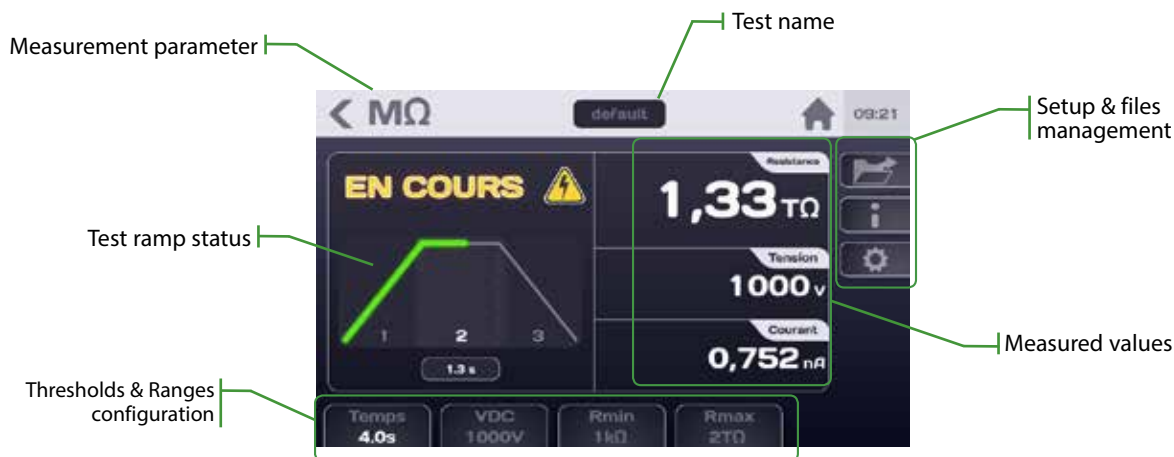 Test name
Measurement parameter
MΩ
default
09:21
Setup & files
management
EN COURS
Resistance
1,33 TΩ
Test ramp status
Tension
1000 v
1
2
3
Courant
0,752 nA
Measured values
1.3 s
Thresholds & Ranges
configuration
Temps
4.0s
VDC
1000V
Rmin
1kΩ
Rmax
2TΩ